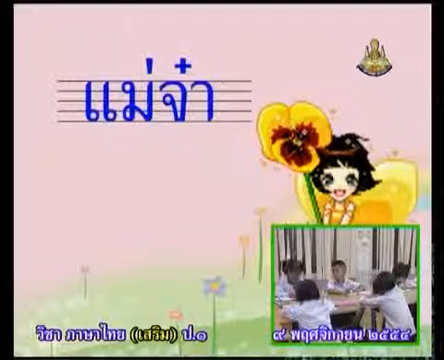 แม่จ๋า
วิชา ภาษาไทย (เสริม) ป.๑
๙ พฤศจิกายน ๒๕๕๔